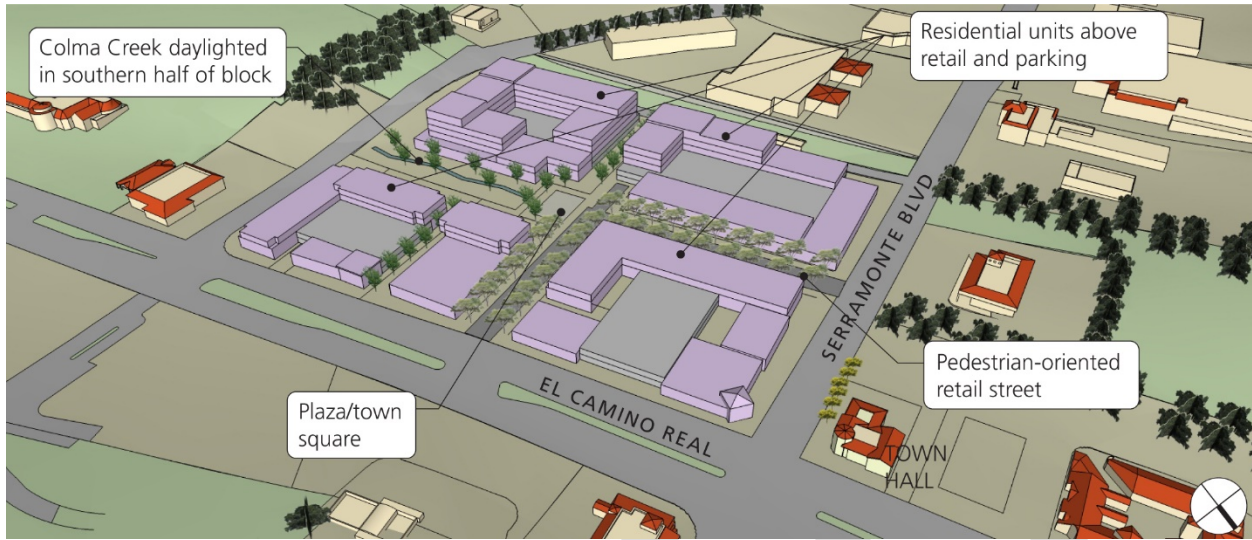 Colma Creek daylighted
in southern half of block
Residential units above
retail and parking
SERRAMONTE BLVD
Pedestrian-oriented
retail street
Plaza/town
square
EL CAMINO REAL
TOWN
HALL